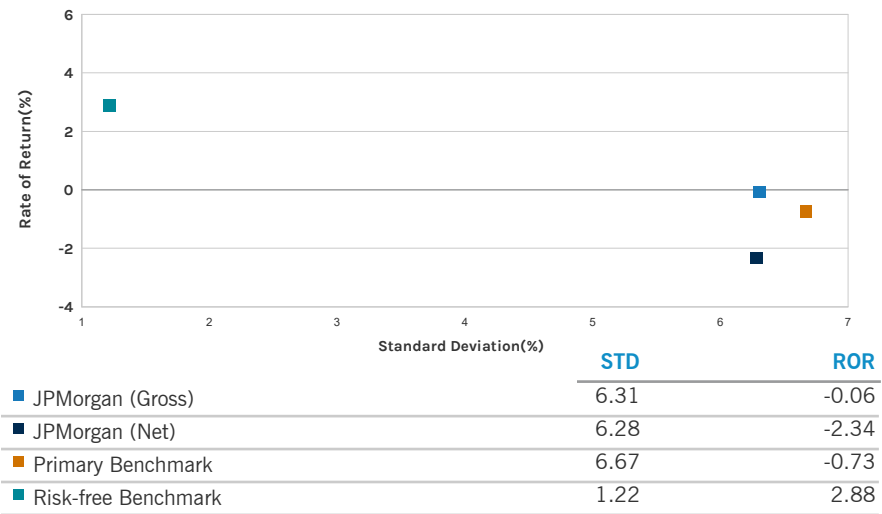 6
4
2
0
-2
-4
Rate of Return(%)
1 2 3 4 5 6 7
Standard Deviation(%)
STD ROR
JPMorgan (Gross) 6.31 -0.06
JPMorgan (Net) 6.28 -2.34
Primary Benchmark 6.67 -0.73
Risk-free Benchmark 1.22 2.88